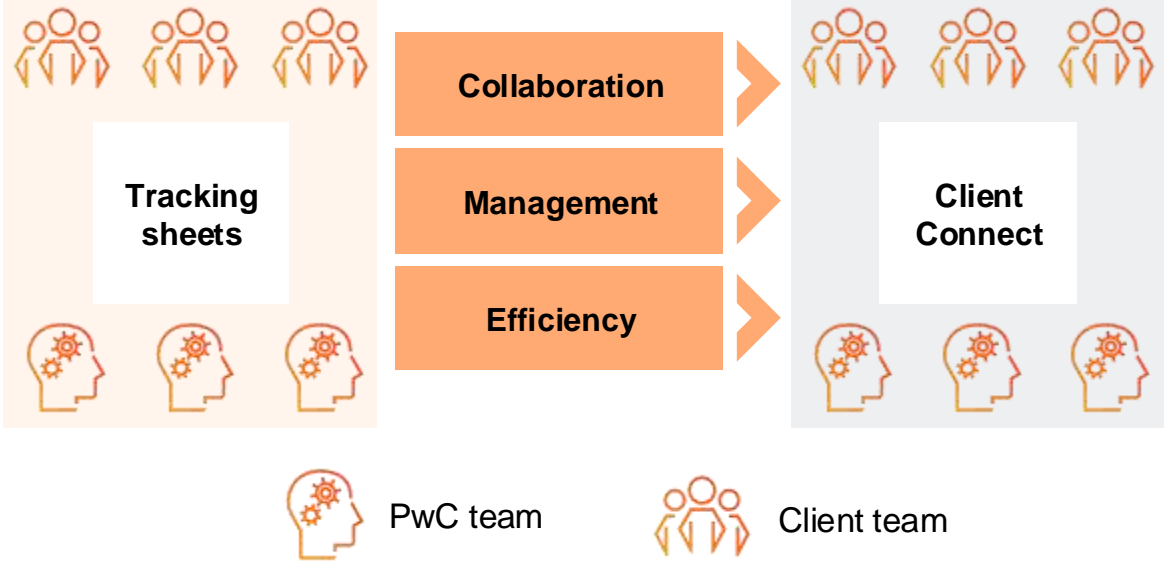 Tracking
sheets
Collaboration
Management
Efficiency
Client
Connect
PwC team
Client team